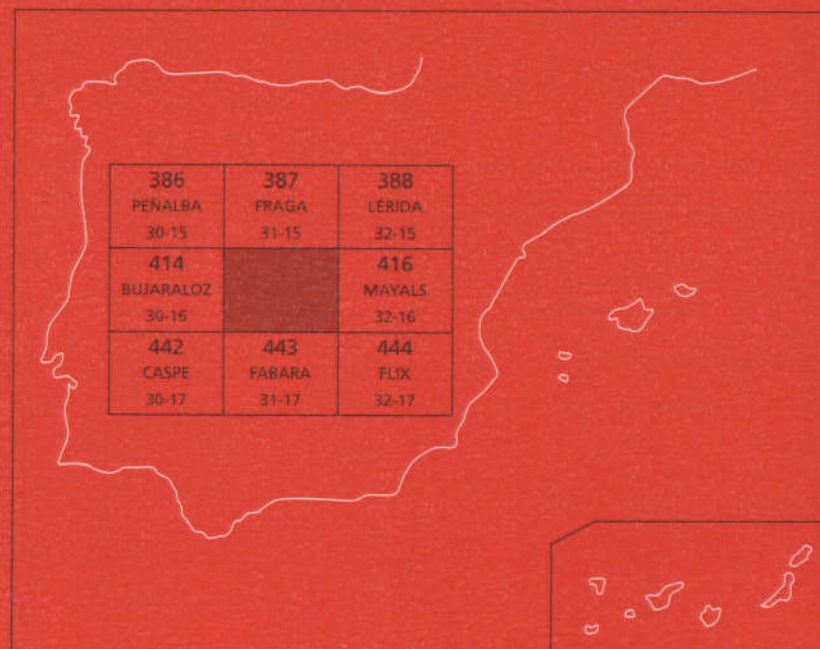 386
PEÑALBA
30-15
387
FRAGA
31-15
388
LERIDA
32-15
414
BUJARALOZ
30-16
416
MAYALS
32-16
442
CASPE
30-17
443
FABARA
31-17
444
FLIX
32-17